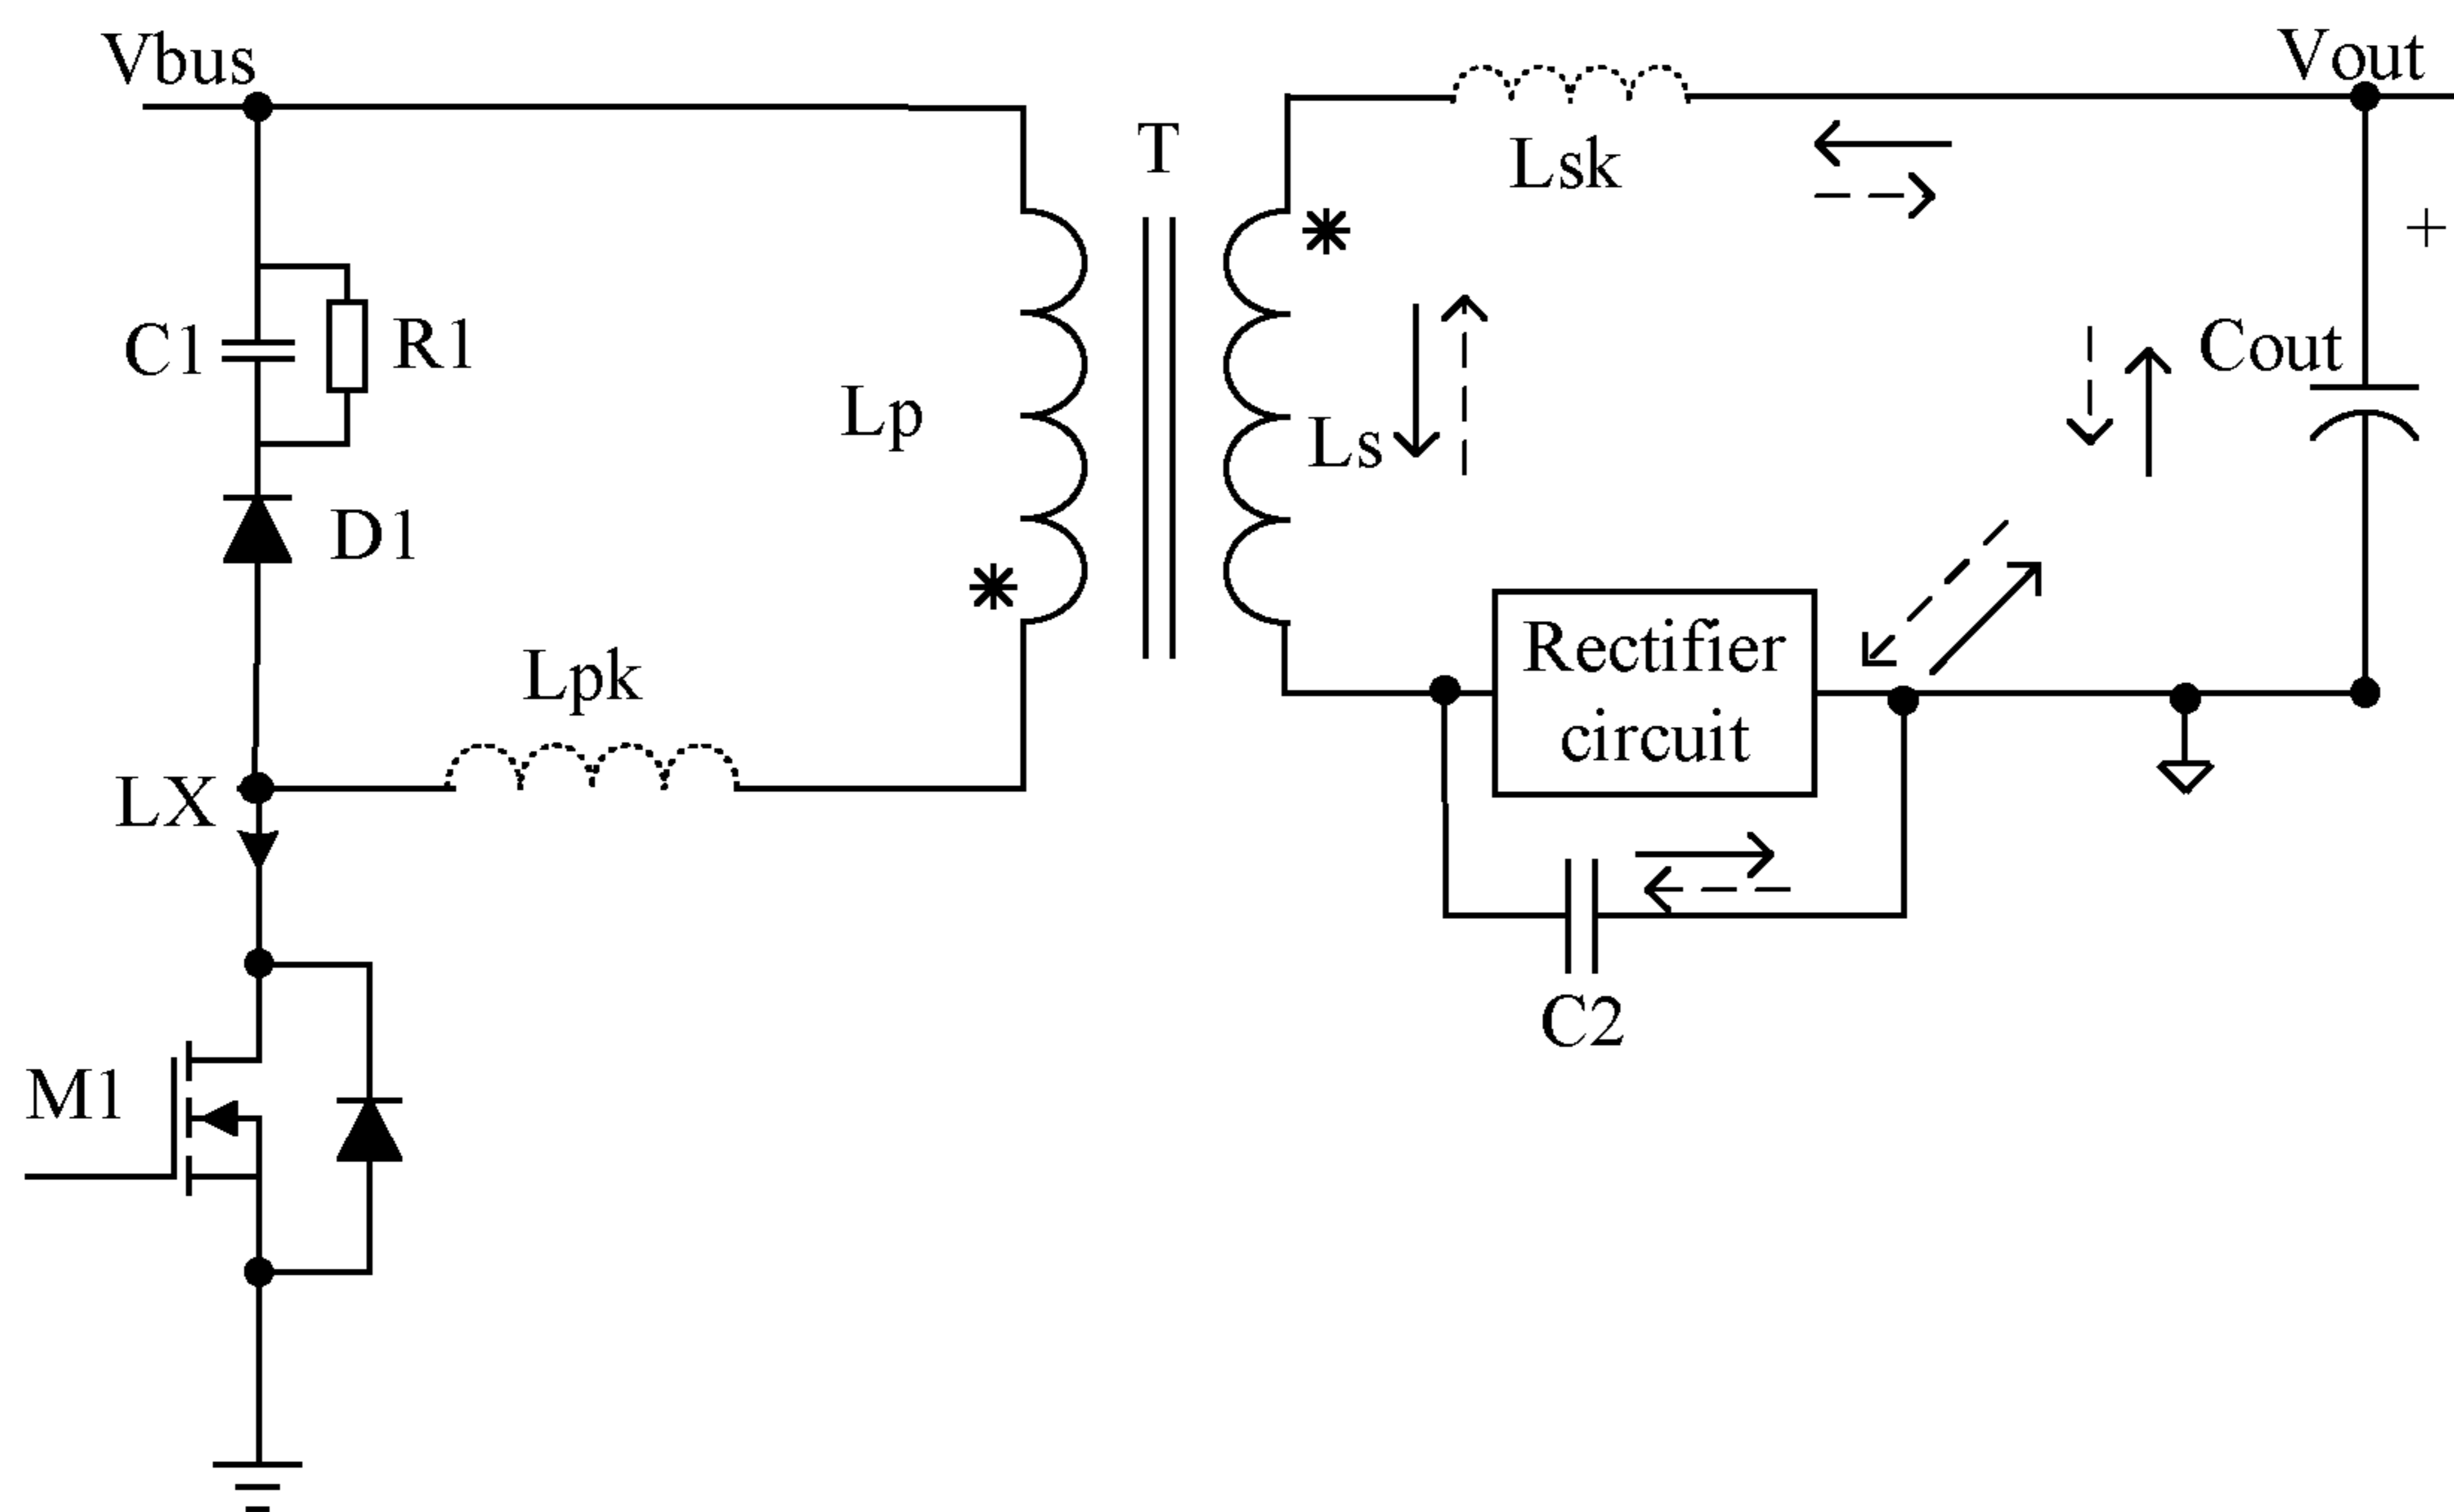 Vbus
Vout
T
Lsk
+
C1
R1
Cout
Lp
Ls
D1
Rectifier
circuit
Lpk
LX
C2
M1